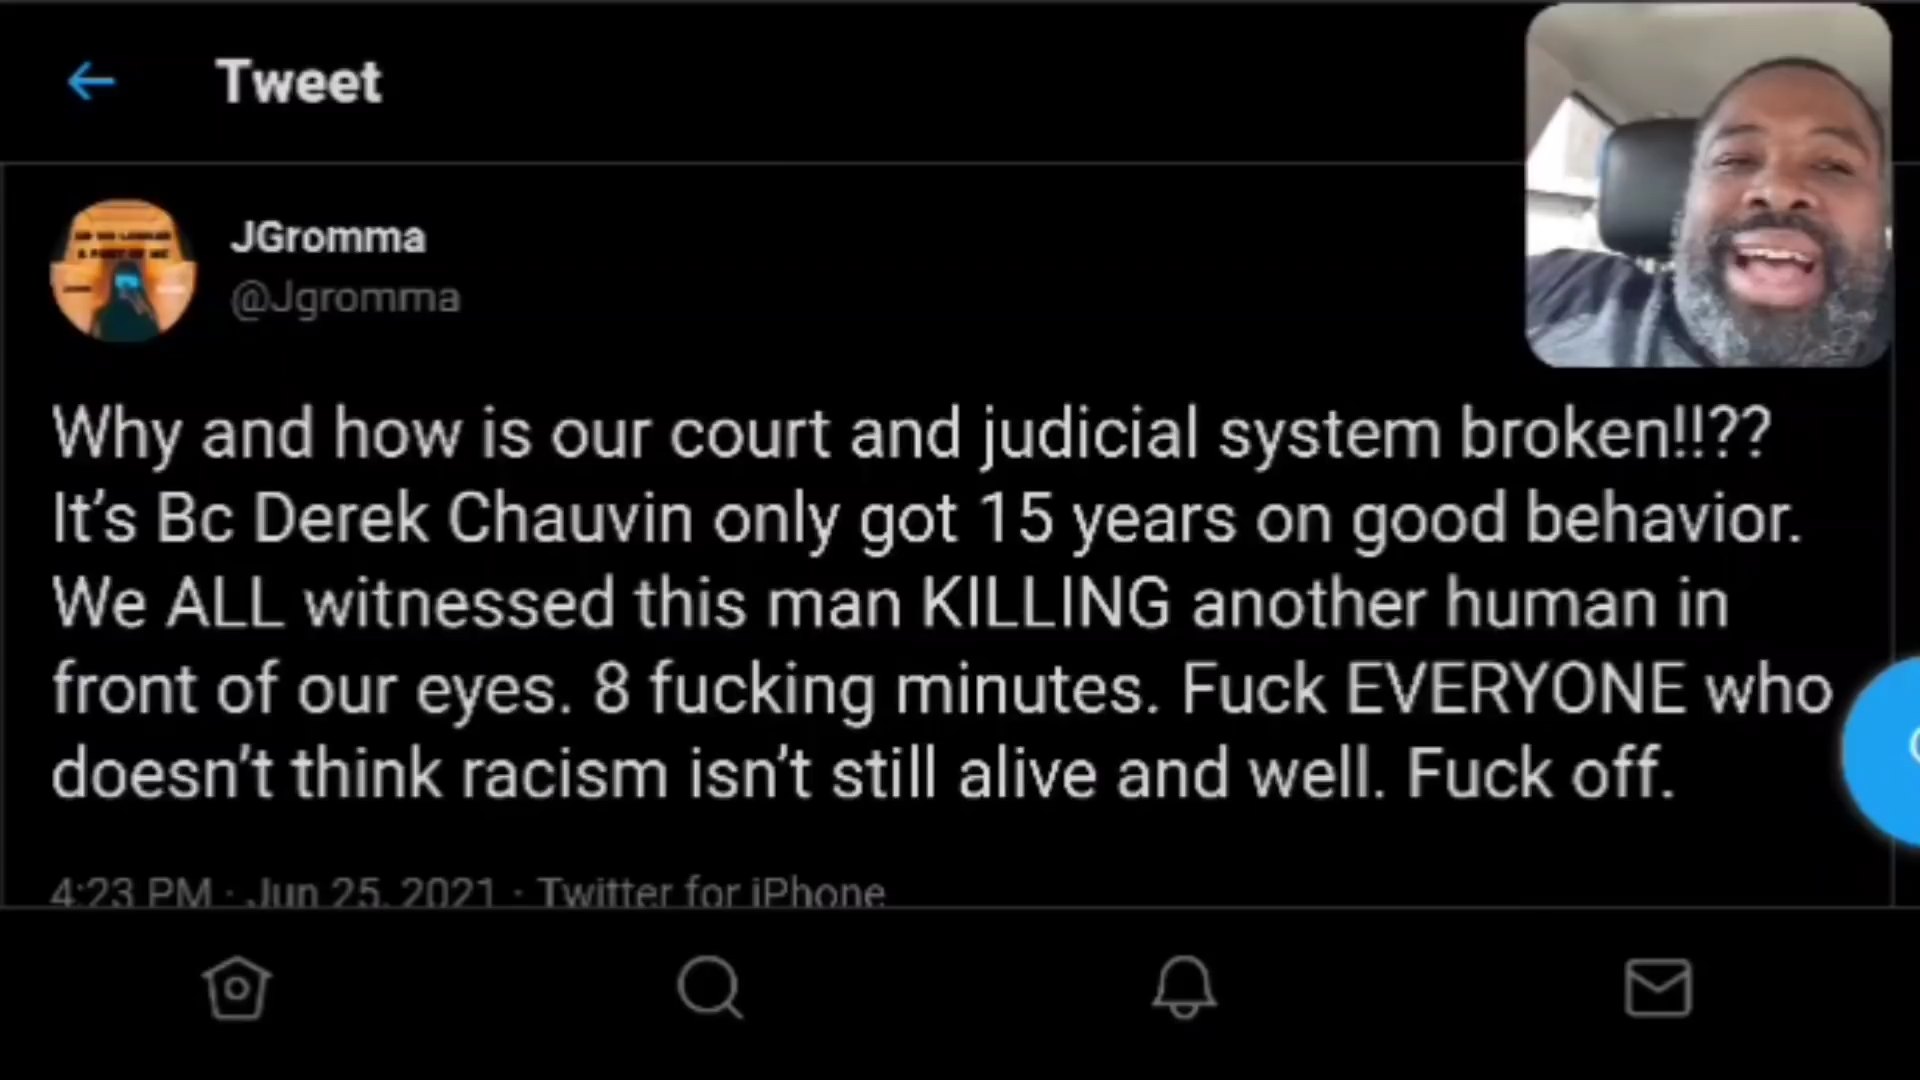 Tweet
JGromma
@Jgromma
Why and how is our court and judicial system broken!!??
It's Bc Derek Chauvin only got 15 years on good behavior.
We ALL witnessed this man KILLING another human in
front of our eyes. 8 fucking minutes. Fuck EVERYONE who
doesn't think racism isn't still alive and well. Fuck off.
4:23 PM · Jun 25, 2021 · Twitter for iPhone